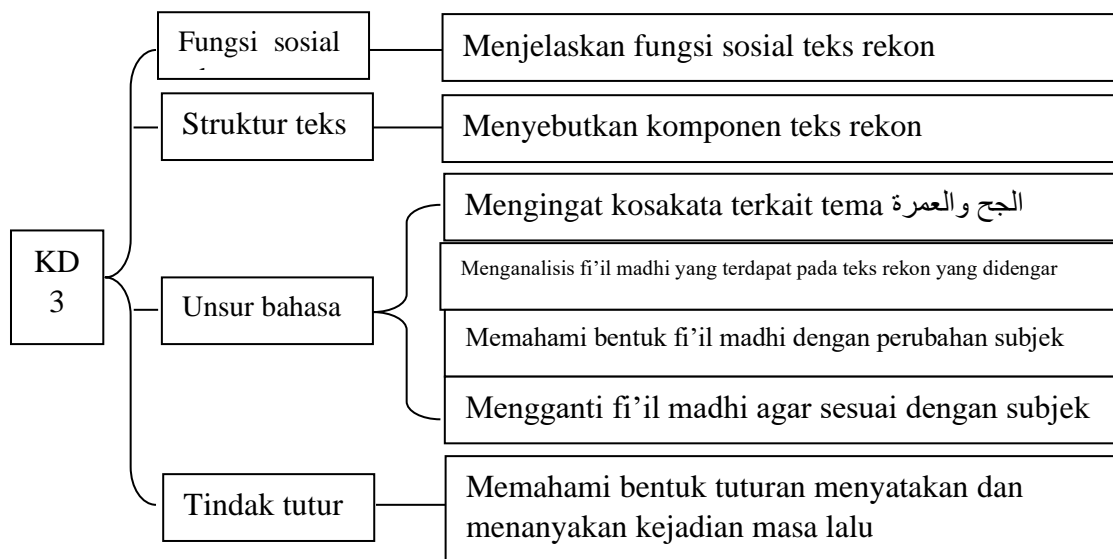 KD
3
Fungsi sosial
Menjelaskan fungsi sosial teks rekon
Struktur teks
Menyebutkan komponen teks rekon
Unsur bahasa
Mengingat kosakata terkait tema الجح والعمرة
Menganalisis fi’il madhi yang terdapat pada teks rekon yang didengar
Memahami bentuk fi’il madhi dengan perubahan subjek
Mengganti fi’il madhi agar sesuai dengan subjek
Tindak tutur
Memahami bentuk tuturan menyatakan dan
menanyakan kejadian masa lalu